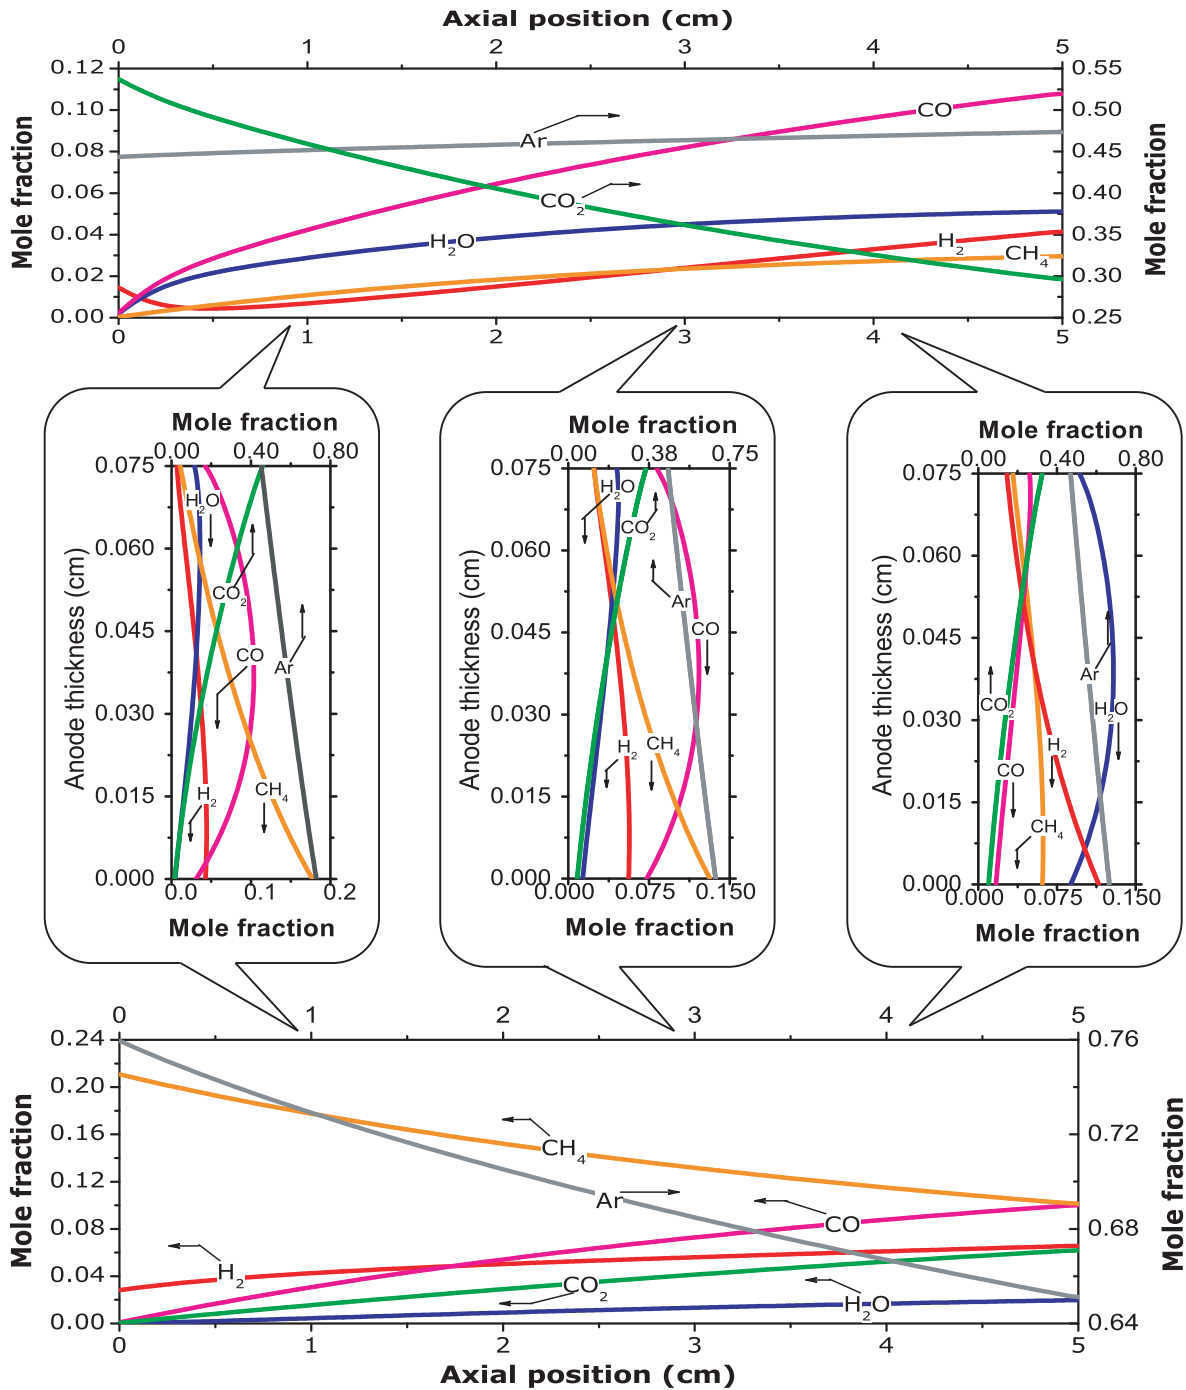 Axial position (cm)
0 1 2 3 4 5
0.12 0.55
0.10 0.50
0.08 0.45
0.06 0.40
0.04 0.35
0.02 0.30
0.00 0.25
Mole fraction
Mole fraction
CO
Ar
CO2
H2O
H2
CH4
0 1 2 3 4 5
Mole fraction
0.00 0.40 0.80
0.075
0.060
0.045
0.030
0.015
0.000
Anode thickness (cm)
H2O
CO2
CO
Ar
H2
CH4
0.0 0.1 0.2
Mole fraction
Mole fraction
0.00 0.38 0.75
0.075
0.060
0.045
0.030
0.015
0.000
Anode thickness (cm)
H2O
CO2
Ar
CO
H2
CH4
0.00 0.075 0.150
Mole fraction
Mole fraction
0.00 0.40 0.80
0.075
0.060
0.045
0.030
0.015
0.000
Anode thickness (cm)
Ar
CO2
H2O
H2
CO
CH4
0.00 0.075 0.150
Mole fraction
0 1 2 3 4 5
0.24 0.76
0.20
0.16 0.72
0.12
0.08 0.68
0.04
0.00 0.64
Mole fraction
Mole fraction
CH4
Ar
CO
H2
CO2
H2O
0 1 2 3 4 5
Axial position (cm)